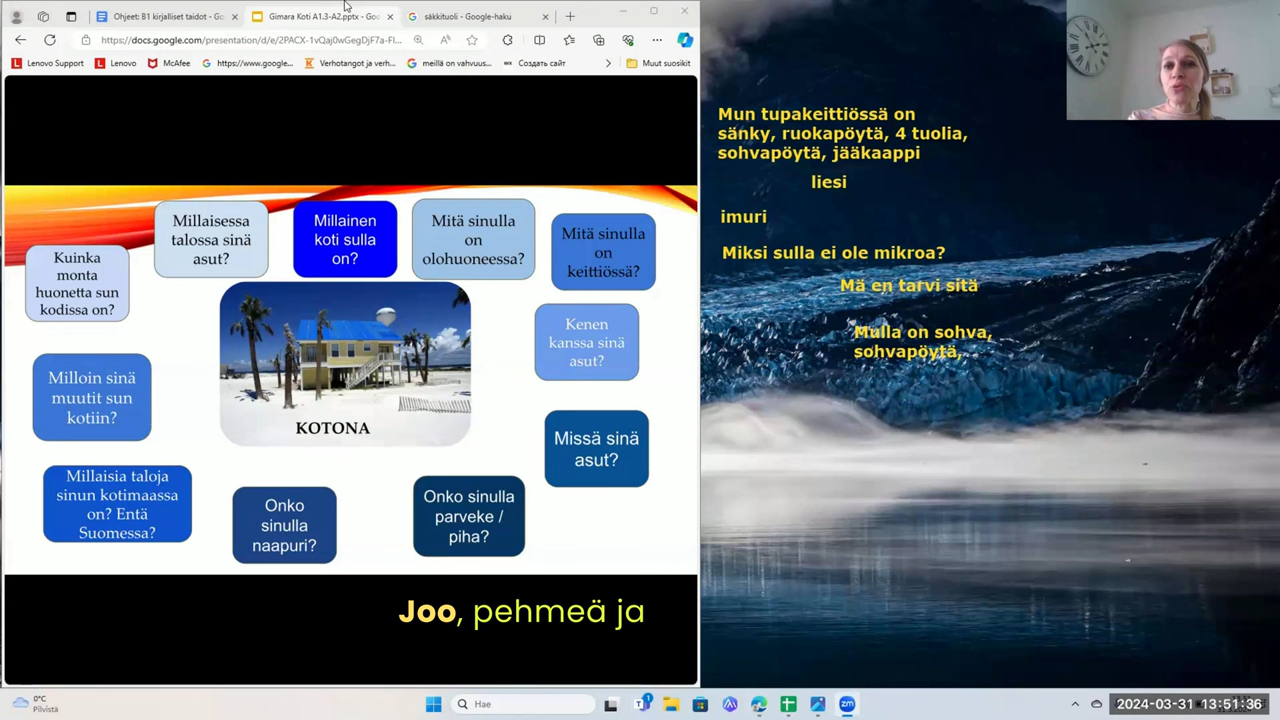 Ohjeet: B1 kirjalliset taidot - Go
Gimara Koti A1.3-A2.pptx - Goo
säkkituoli - Google-haku
https://docs.google.com/presentation/d/e/2PACX-1vQaj0wGegDjF7a-FI...
Lenovo Support
Lenovo
McAfee
https://www.google...
Verhotangot ja verh...
meillä on vahvuus...
Создать сайт
Muut suosikit
Kuinka
monta
huonetta sun
kodissa on?
Millaisessa
talossa sinä
asut?
Millainen
koti sulla
on?
Mitä sinulla
on
olohuoneessa?
Mitä sinulla
on
keittiössä?
Kenen
kanssa sinä
asut?
Milloin sinä
muutit sun
kotiin?
KOTONA
Missä sinä
asut?
Millaisia taloja
sinun kotimaassa
on? Entä
Suomessa?
Onko
sinulla
naapuri?
Onko sinulla
parveke /
piha?
Joo, pehmeä ja
Mun tupakeittiössä on
sänky, ruokapöytä, 4 tuolia,
sohvapöytä, jääkaappi
liesi
imuri
Miksi sulla ei ole mikroa?
Mä en tarvi sitä
Mulla on sohva,
sohvapöytä,
0°C
Pilvistä
Hae
2024-03-31 13:51:36